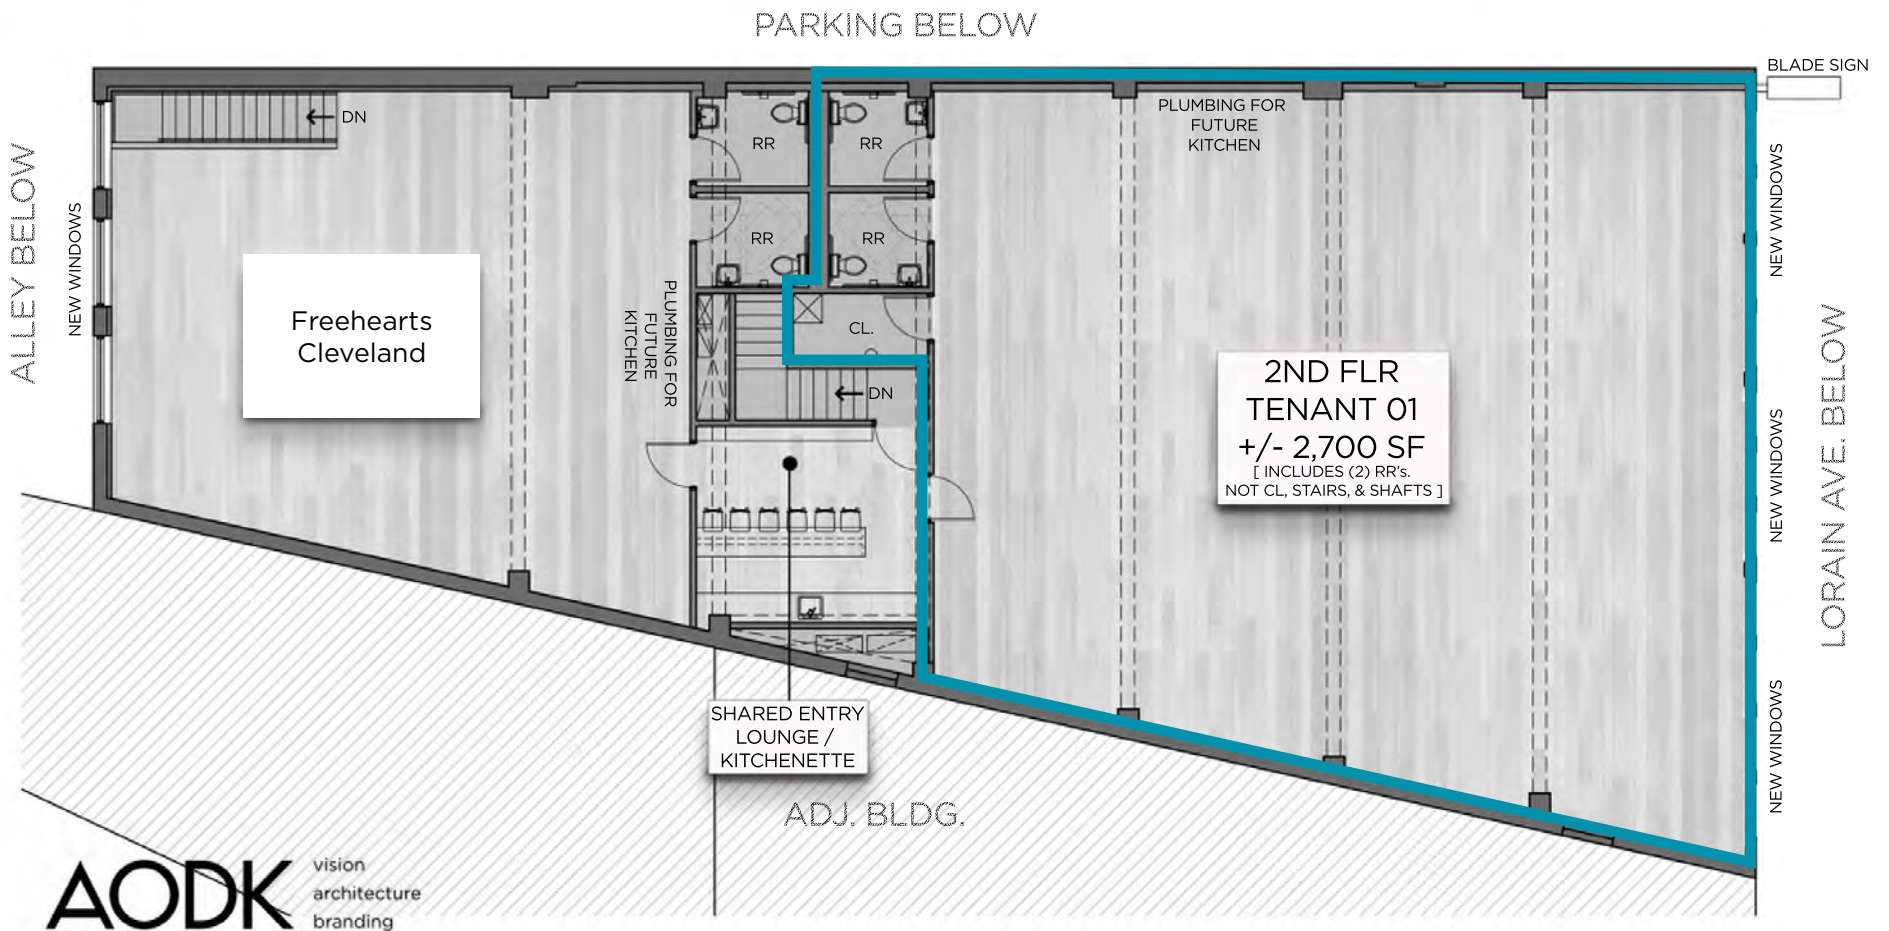 PARKING BELOW
BLADE SIGN
DN
RR
RR
PLUMBING FOR
FUTURE
KITCHEN
ALLEY BELOW
NEW WINDOWS
NEW WINDOWS
RR
RR
Freehearts
Cleveland
PLUMBING FOR
FUTURE
KITCHEN
CL.
DN
2ND FLR
TENANT 01
+/- 2,700 SF
[ INCLUDES (2) RR's.
NOT CL, STAIRS, & SHAFTS ]
NEW WINDOWS
LORAIN AVE. BELOW
SHARED ENTRY
LOUNGE /
KITCHENETTE
NEW WINDOWS
ADJ. BLDG.
AODK
vision
architecture
branding